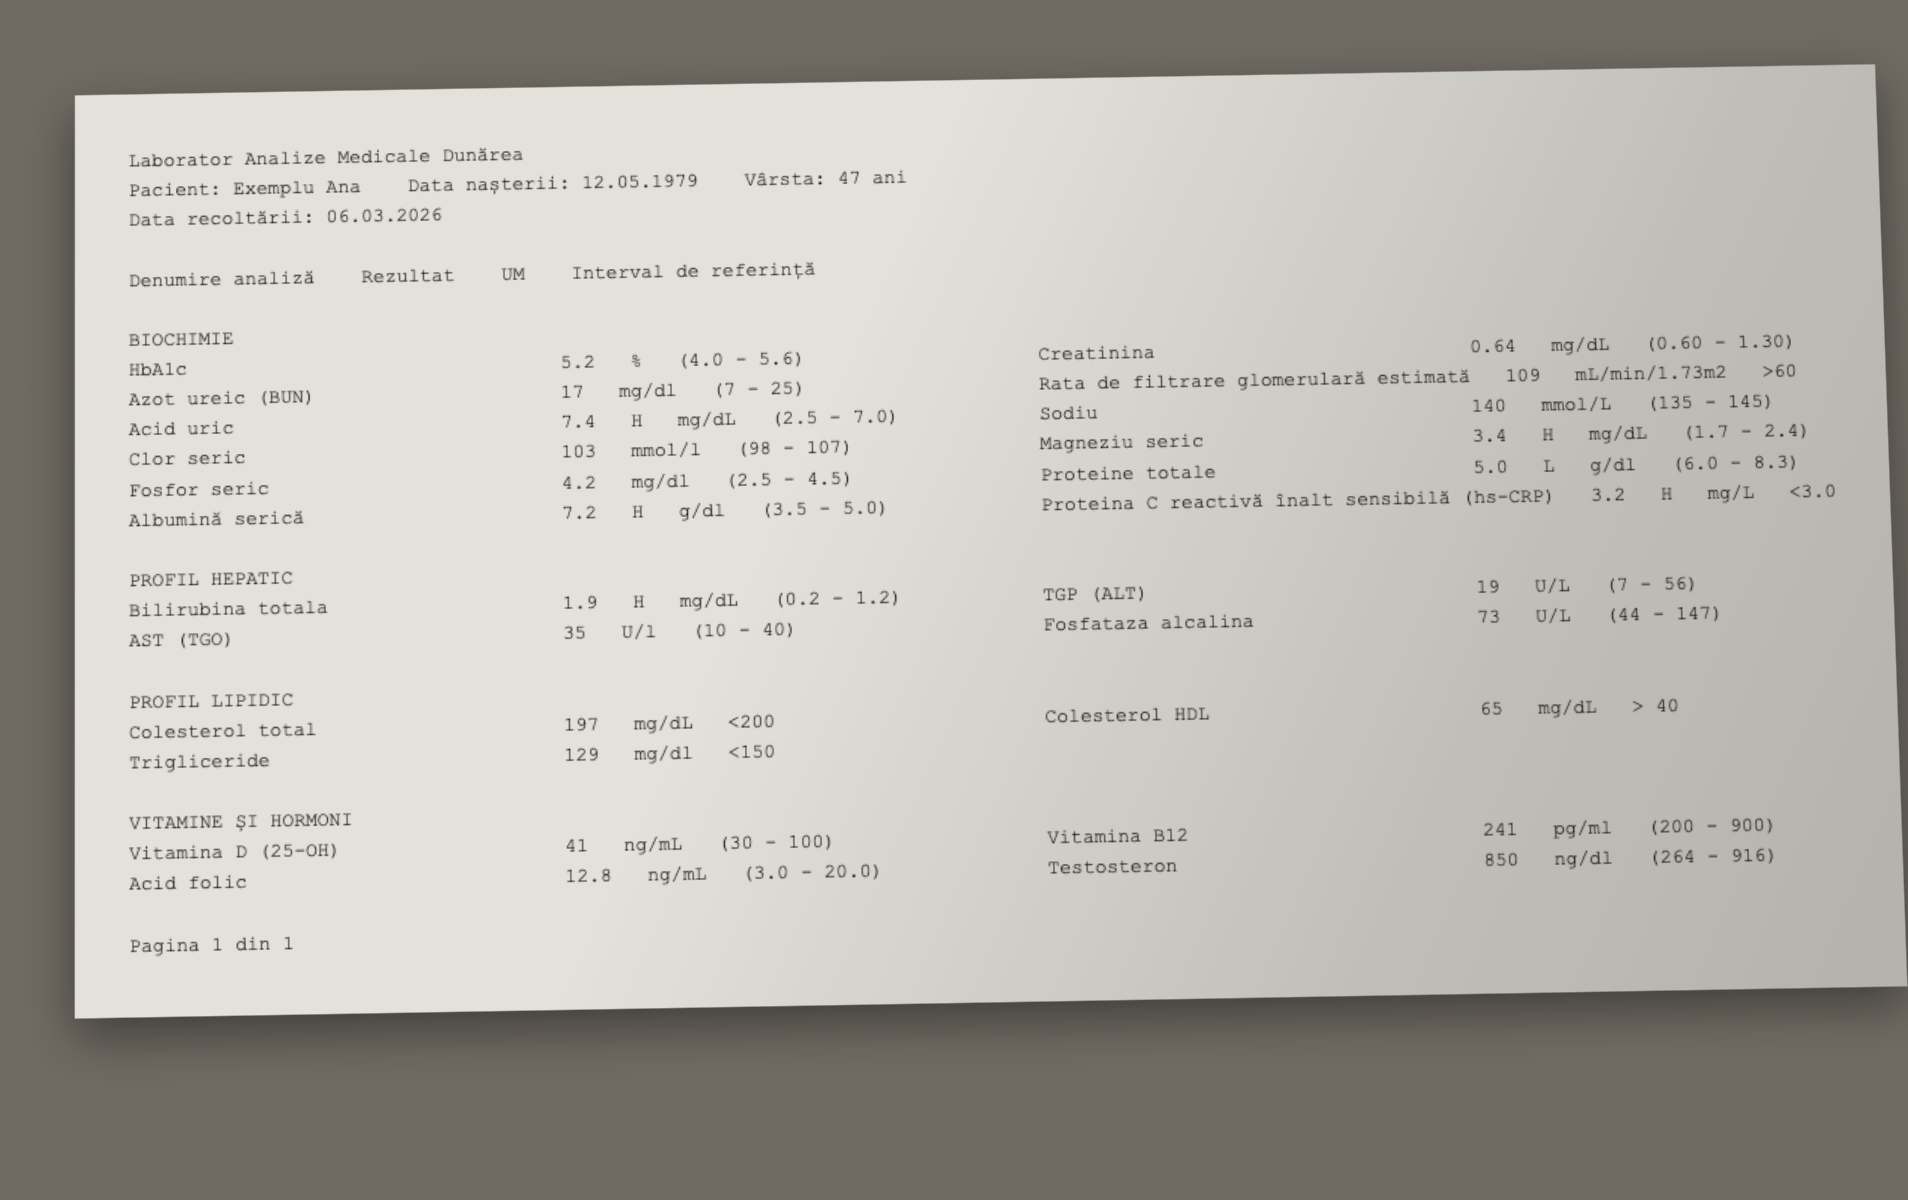 Laborator Analize Medicale Dunărea
Pacient: Exemplu Ana    Data nașterii: 12.05.1979    Vârsta: 47 ani
Data recoltării: 06.03.2026
Denumire analiză    Rezultat    UM    Interval de referință
BIOCHIMIE
HbA1c    5.2   %   (4.0 - 5.6)    Creatinina    0.64   mg/dL   (0.60 - 1.30)
Azot ureic (BUN)    17   mg/dl   (7 - 25)    Rata de filtrare glomerulară estimată   109   mL/min/1.73m2   >60
Acid uric    7.4   H   mg/dL   (2.5 - 7.0)    Sodiu    140   mmol/L   (135 - 145)
Clor seric    103   mmol/l   (98 - 107)    Magneziu seric    3.4   H   mg/dL   (1.7 - 2.4)
Fosfor seric    4.2   mg/dl   (2.5 - 4.5)    Proteine totale    5.0   L   g/dl   (6.0 - 8.3)
Albumină serică    7.2   H   g/dl   (3.5 - 5.0)    Proteina C reactivă înalt sensibilă (hs-CRP)   3.2   H   mg/L   <3.0
PROFIL HEPATIC
Bilirubina totala    1.9   H   mg/dL   (0.2 - 1.2)    TGP (ALT)    19   U/L   (7 - 56)
AST (TGO)    35   U/l   (10 - 40)    Fosfataza alcalina    73   U/L   (44 - 147)
PROFIL LIPIDIC
Colesterol total    197   mg/dL   <200    Colesterol HDL    65   mg/dL   > 40
Trigliceride    129   mg/dl   <150
VITAMINE ȘI HORMONI
Vitamina D (25-OH)    41   ng/mL   (30 - 100)    Vitamina B12    241   pg/ml   (200 - 900)
Acid folic    12.8   ng/mL   (3.0 - 20.0)    Testosteron    850   ng/dl   (264 - 916)
Pagina 1 din 1